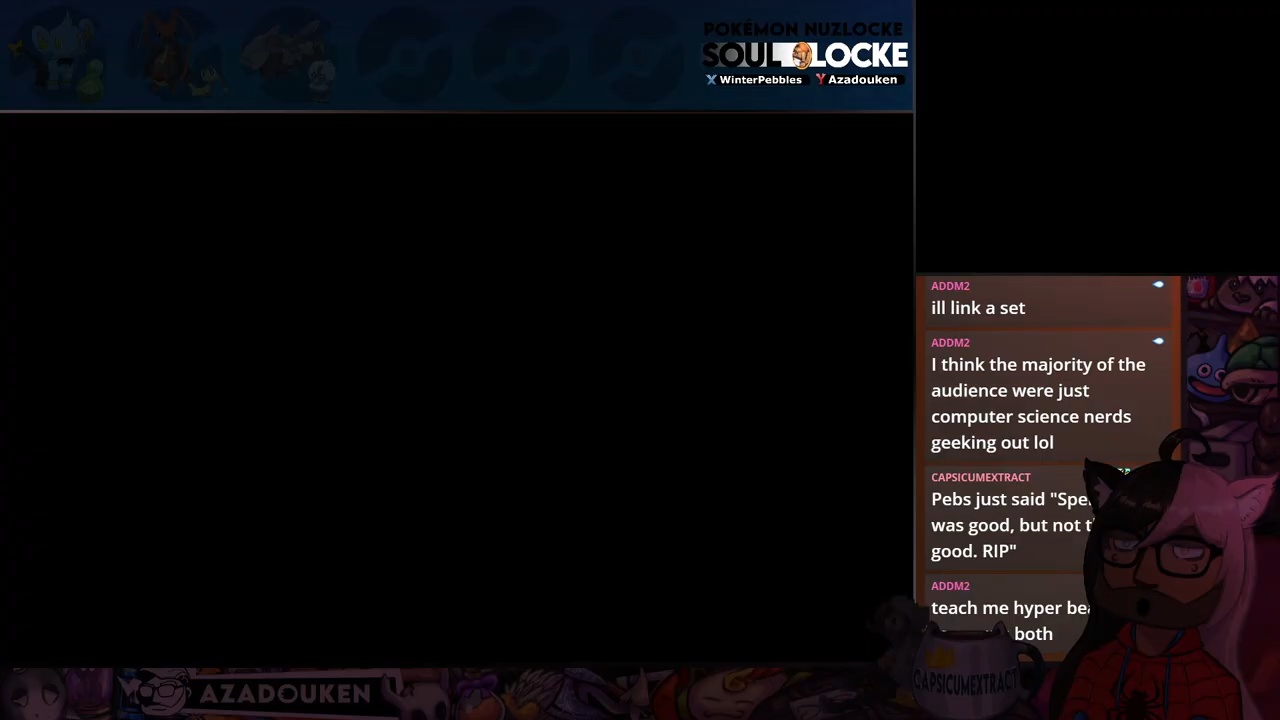 POKÉMON NUZLOCKE
SOUL LOCKE
WinterPebbles Azadouken
ADDM2
ill link a set
ADDM2
I think the majority of the
audience were just
computer science nerds
geeking out lol
CAPSICUMEXTRACT
Pebs just said "Spe
was good, but not t
good. RIP"
ADDM2
teach me hyper be
both
CAPSICUMEXTRACT
AZADOUKEN